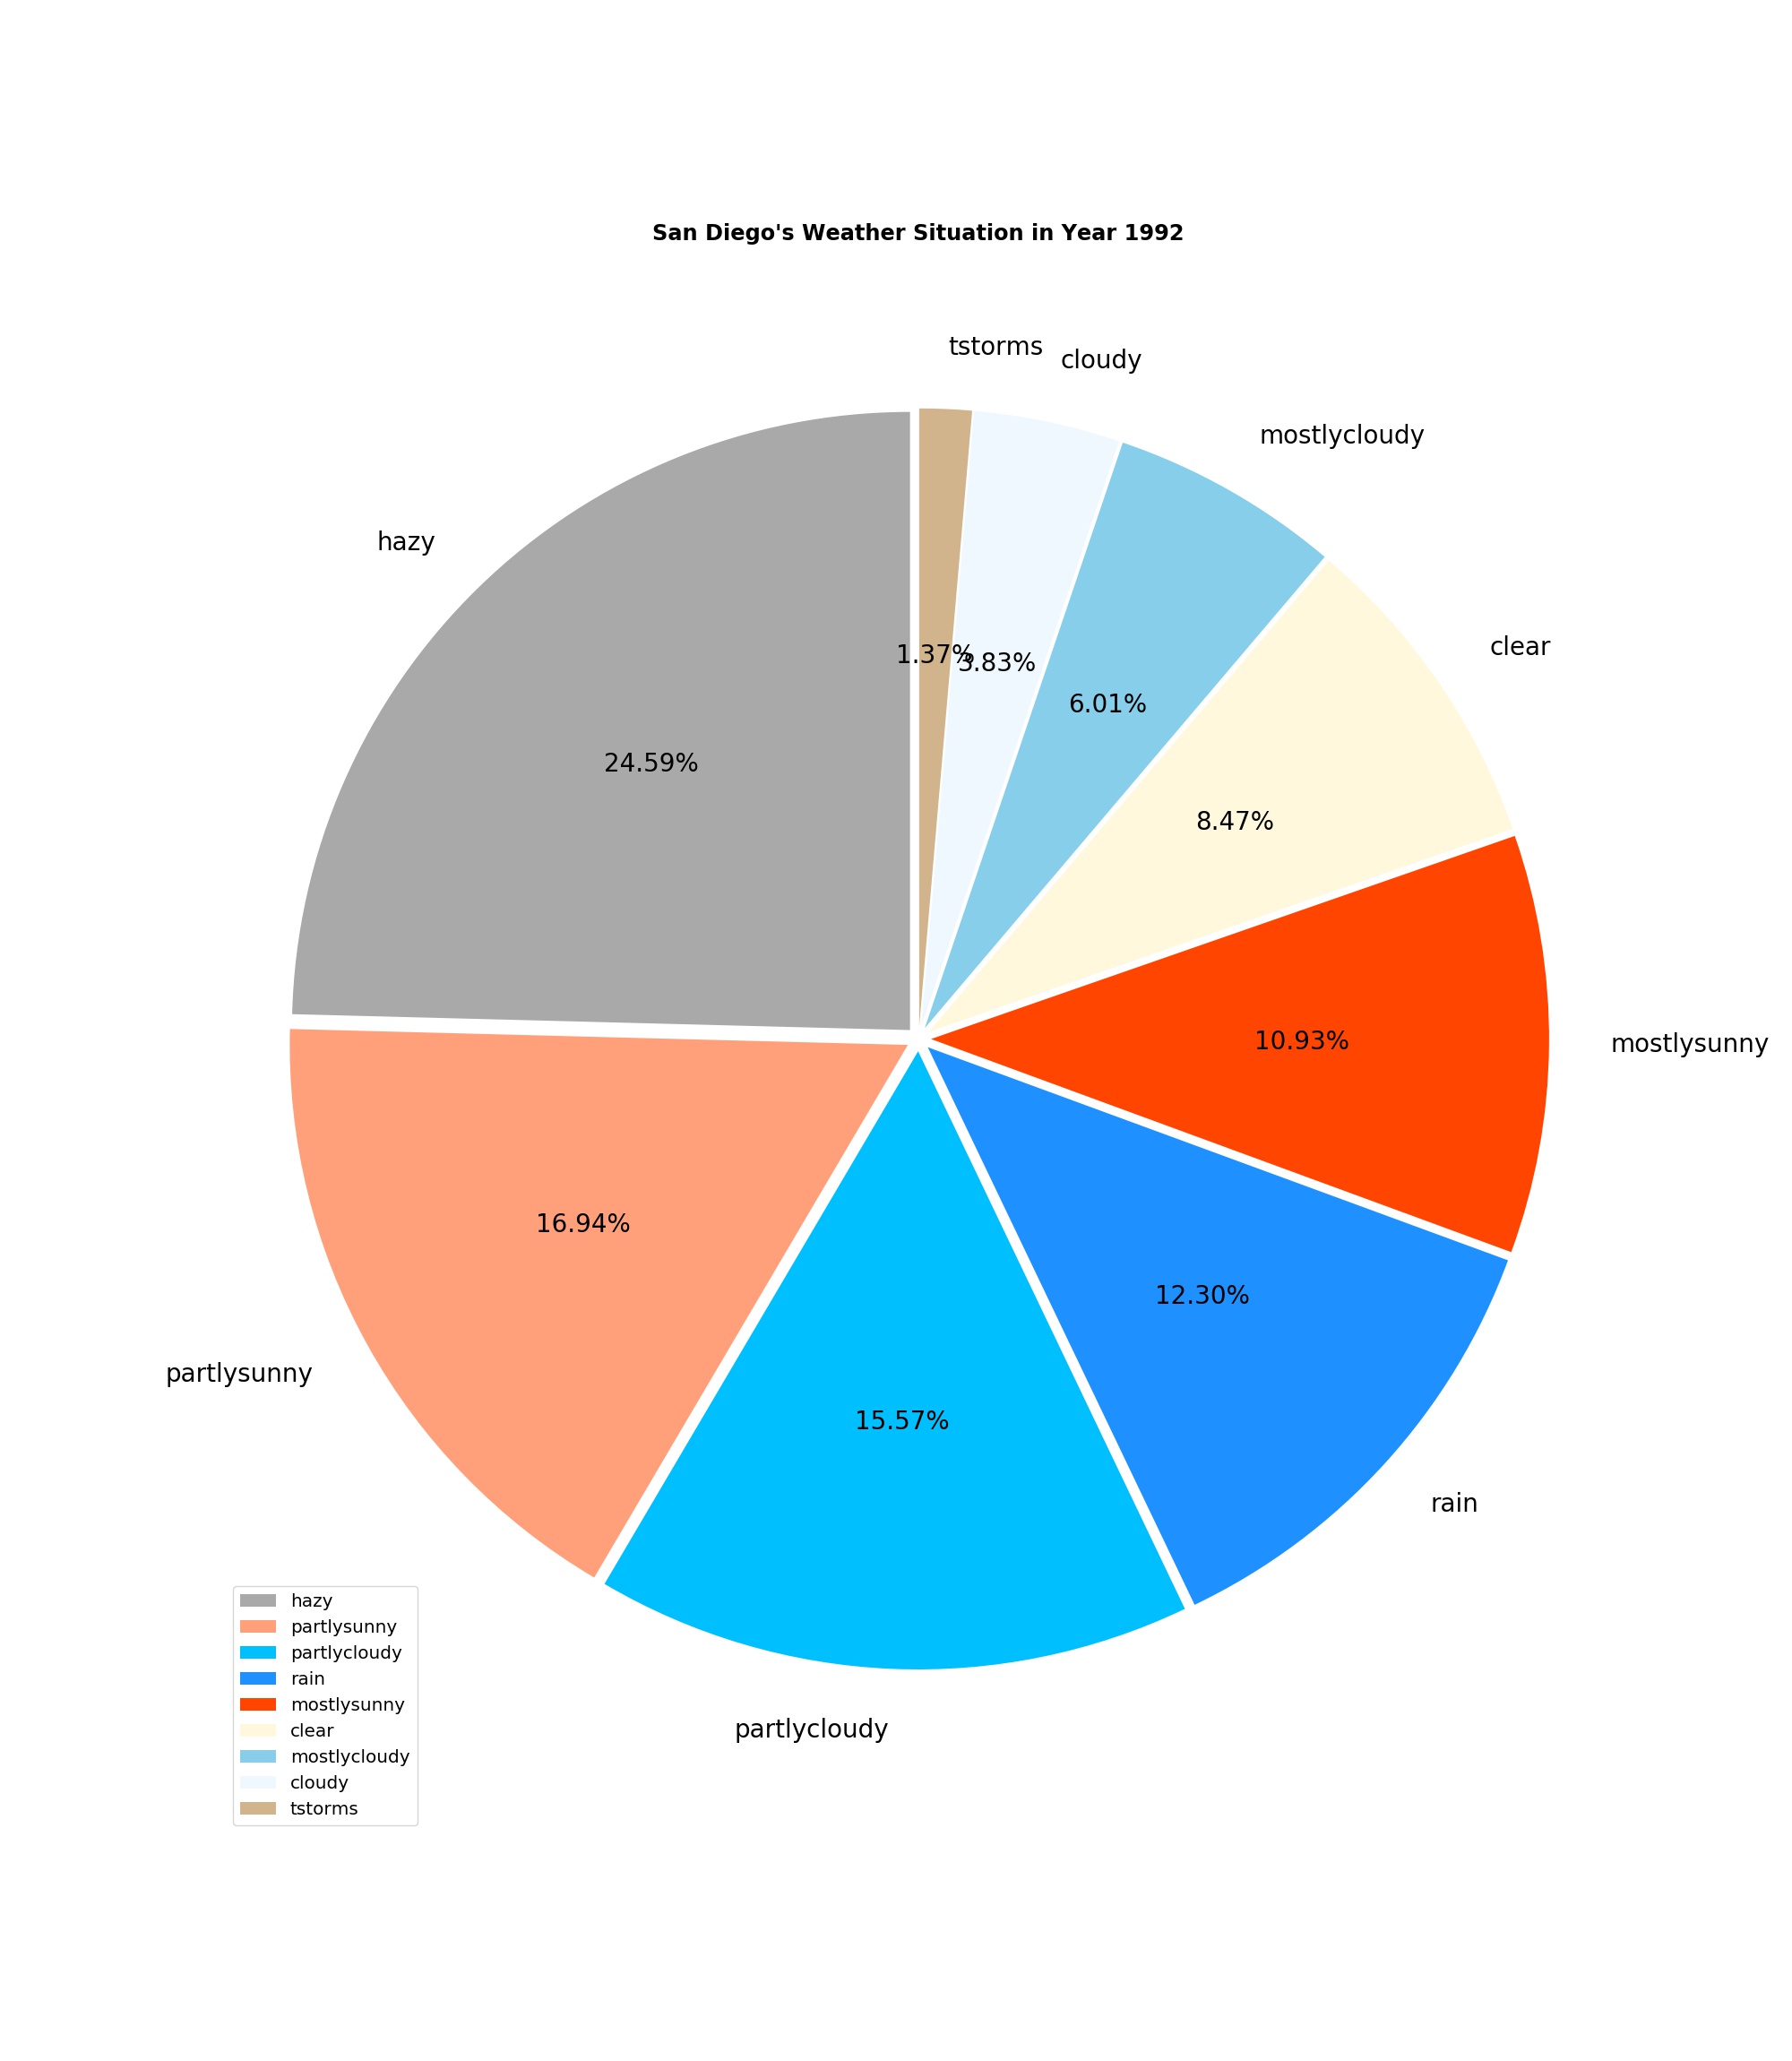 San Diego's Weather Situation in Year 1992
tstorms
cloudy
mostlycloudy
hazy
clear
1.37%
3.83%
6.01%
24.59%
8.47%
10.93%
mostlysunny
16.94%
12.30%
partlysunny
15.57%
rain
partlycloudy
hazy
partlysunny
partlycloudy
rain
mostlysunny
clear
mostlycloudy
cloudy
tstorms